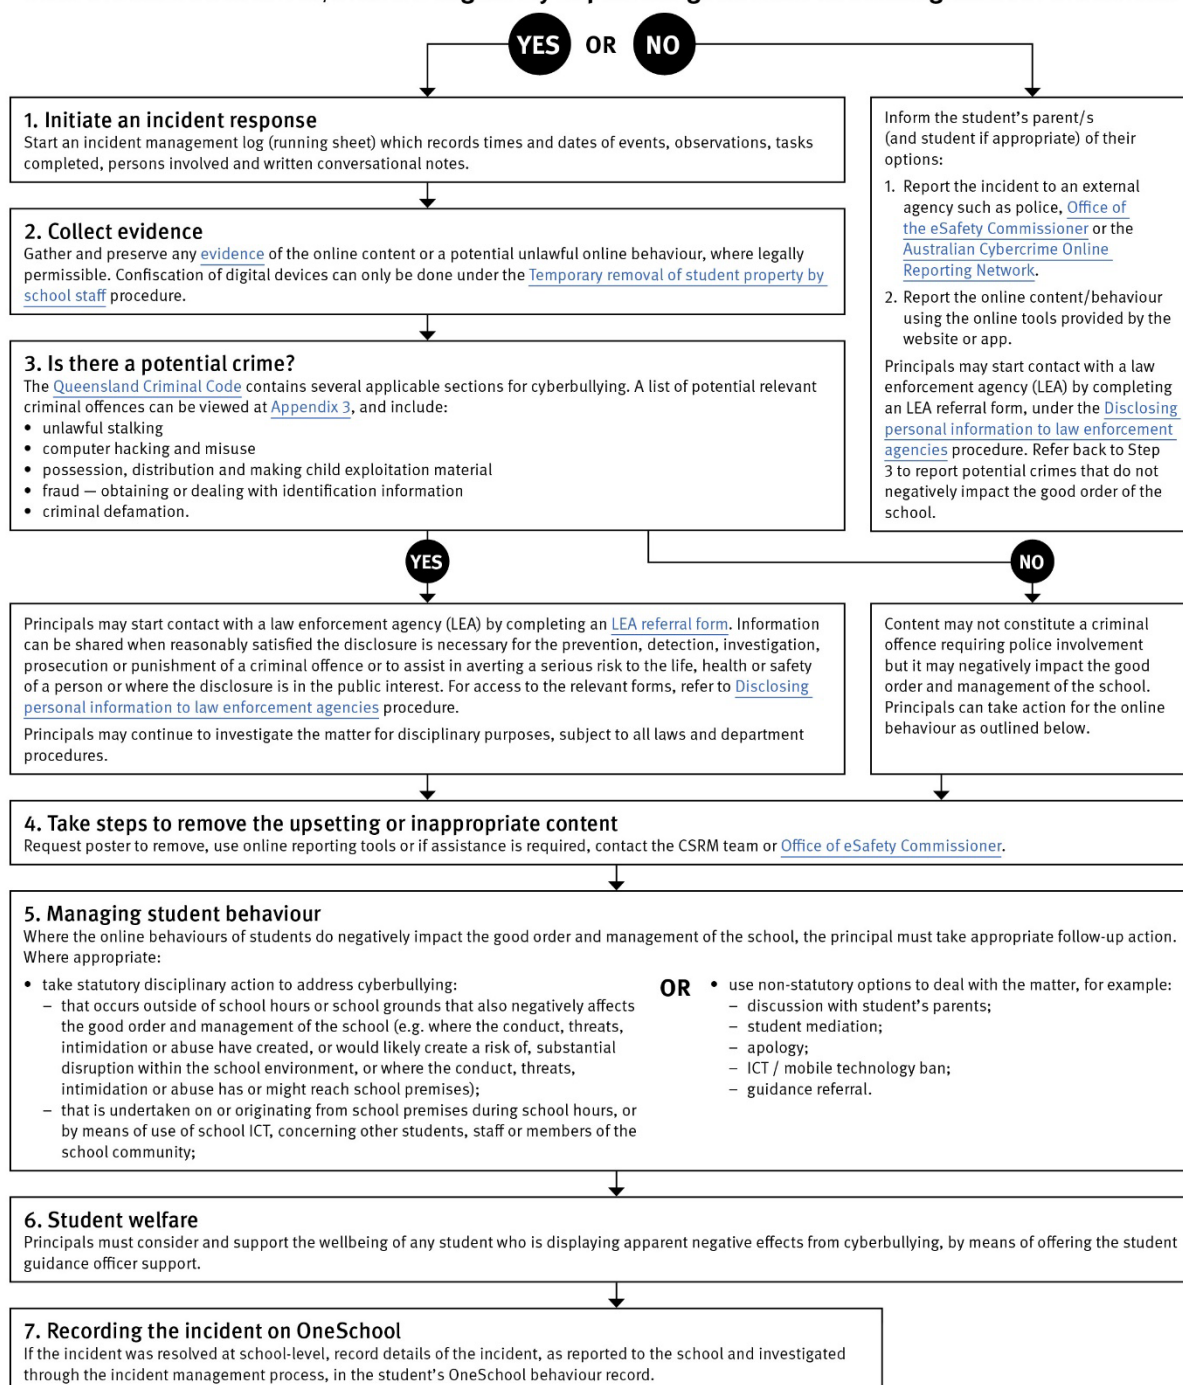 YES OR NO
1. Initiate an incident response
Start an incident management log (running sheet) which records times and dates of events, observations, tasks
completed, persons involved and written conversational notes.
2. Collect evidence
Gather and preserve any evidence of the online content or a potential unlawful online behaviour, where legally
permissible. Confiscation of digital devices can only be done under the Temporary removal of student property by
school staff procedure.
3. Is there a potential crime?
The Queensland Criminal Code contains several applicable sections for cyberbullying. A list of potential relevant
criminal offences can be viewed at Appendix 3, and include:
• unlawful stalking
• computer hacking and misuse
• possession, distribution and making child exploitation material
• fraud — obtaining or dealing with identification information
• criminal defamation.
Inform the student's parent/s
(and student if appropriate) of their
options:
1. Report the incident to an external
agency such as police, Office of
the eSafety Commissioner or the
Australian Cybercrime Online
Reporting Network.
2. Report the online content/behaviour
using the online tools provided by the
website or app.
Principals may start contact with a law
enforcement agency (LEA) by completing
an LEA referral form, under the Disclosing
personal information to law enforcement
agencies procedure. Refer back to Step
3 to report potential crimes that do not
negatively impact the good order of the
school.
YES
NO
Principals may start contact with a law enforcement agency (LEA) by completing an LEA referral form. Information
can be shared when reasonably satisfied the disclosure is necessary for the prevention, detection, investigation,
prosecution or punishment of a criminal offence or to assist in averting a serious risk to the life, health or safety
of a person or where the disclosure is in the public interest. For access to the relevant forms, refer to Disclosing
personal information to law enforcement agencies procedure.
Principals may continue to investigate the matter for disciplinary purposes, subject to all laws and department
procedures.
Content may not constitute a criminal
offence requiring police involvement
but it may negatively impact the good
order and management of the school.
Principals can take action for the online
behaviour as outlined below.
4. Take steps to remove the upsetting or inappropriate content
Request poster to remove, use online reporting tools or if assistance is required, contact the CSRM team or Office of eSafety Commissioner.
5. Managing student behaviour
Where the online behaviours of students do negatively impact the good order and management of the school, the principal must take appropriate follow-up action.
Where appropriate:
• take statutory disciplinary action to address cyberbullying:
– that occurs outside of school hours or school grounds that also negatively affects
the good order and management of the school (e.g. where the conduct, threats,
intimidation or abuse have created, or would likely create a risk of, substantial
disruption within the school environment, or where the conduct, threats,
intimidation or abuse has or might reach school premises);
– that is undertaken on or originating from school premises during school hours, or
by means of use of school ICT, concerning other students, staff or members of the
school community;
OR
• use non-statutory options to deal with the matter, for example:
– discussion with student's parents;
– student mediation;
– apology;
– ICT / mobile technology ban;
– guidance referral.
6. Student welfare
Principals must consider and support the wellbeing of any student who is displaying apparent negative effects from cyberbullying, by means of offering the student
guidance officer support.
7. Recording the incident on OneSchool
If the incident was resolved at school-level, record details of the incident, as reported to the school and investigated
through the incident management process, in the student's OneSchool behaviour record.